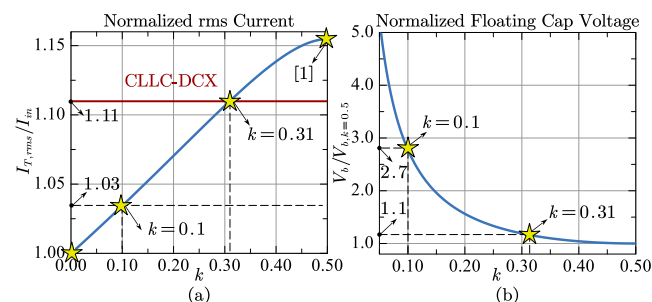 Normalized rms Current
I_{T,rms}/I_{in}
1.15
1.10
1.05
1.00
CLLC-DCX
[1]
1.11
k=0.31
1.03
k=0.1
0.00
0.10
0.20
0.30
0.40
0.50
k
(a)
Normalized Floating Cap Voltage
V_b/V_{b,k=0.5}
5.0
4.0
3.0
2.0
1.0
k=0.1
2.7
1.1
k=0.31
0.10
0.20
0.30
0.40
0.50
k
(b)